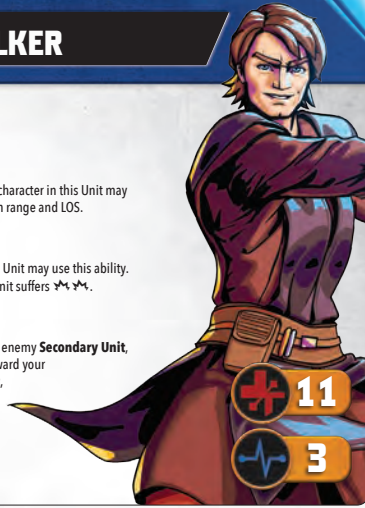 LKER
character in this Unit may
range and LOS.
Unit may use this ability.
nit suffers
enemy Secondary Unit,
ward your
11
3